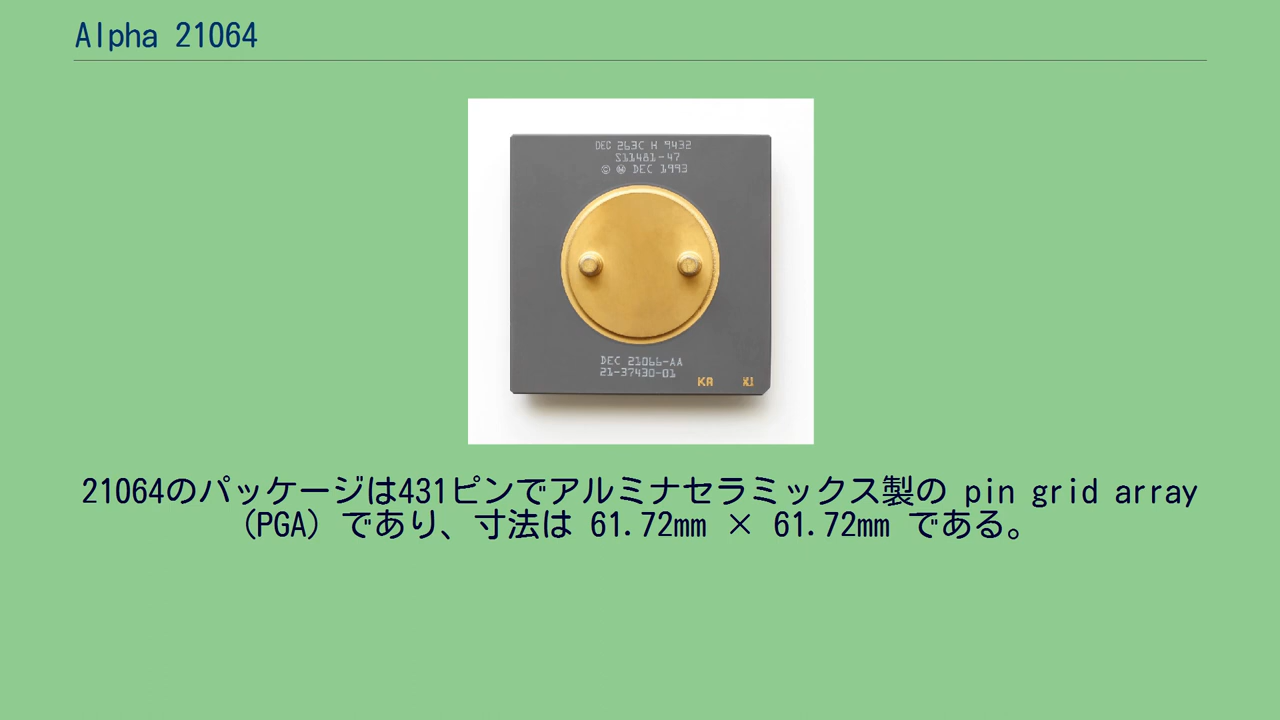 Alpha 21064
DEC 263C H 9432
S11481-47
© Ⓜ DEC 1993
DEC 21066-AA
21-37430-01
KA X1
21064のパッケージは431ピンでアルミナセラミックス製の pin grid array
(PGA) であり、寸法は 61.72mm × 61.72mm である。